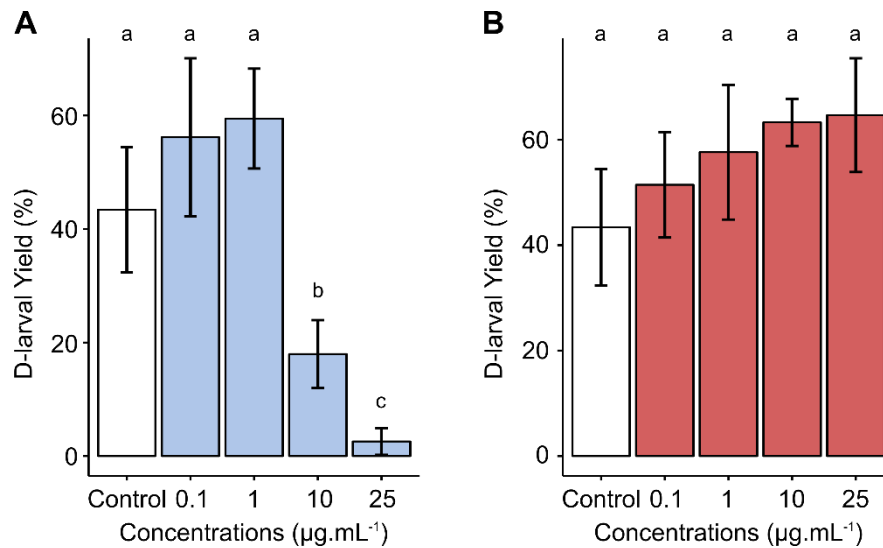 A
a a a
b
c
D-larval Yield (%)
60
40
20
0
Control 0.1 1 10 25
Concentrations (µg.mL⁻¹)
B
a a a a a
D-larval Yield (%)
60
40
20
0
Control 0.1 1 10 25
Concentrations (µg.mL⁻¹)